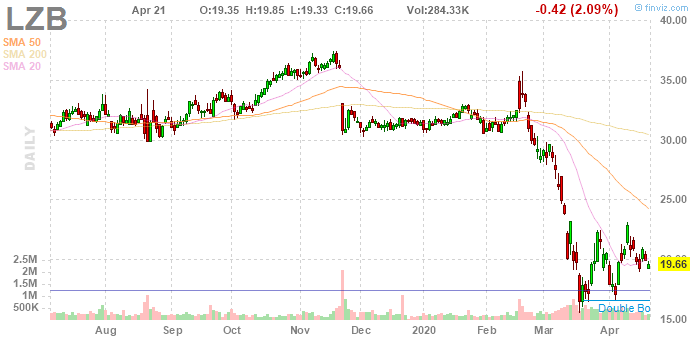 LZB
Apr 21 O:19.35 H:19.85 L:19.33 C:19.66 Vol:284.33K -0.42 (2.09%)
© finviz.com
SMA 50
SMA 200
SMA 20
DAILY
40.00
35.00
30.00
25.00
19.66
15.00
2.5M
2M
1.5M
1M
500K
Double Bo
Aug Sep Oct Nov Dec 2020 Feb Mar Apr